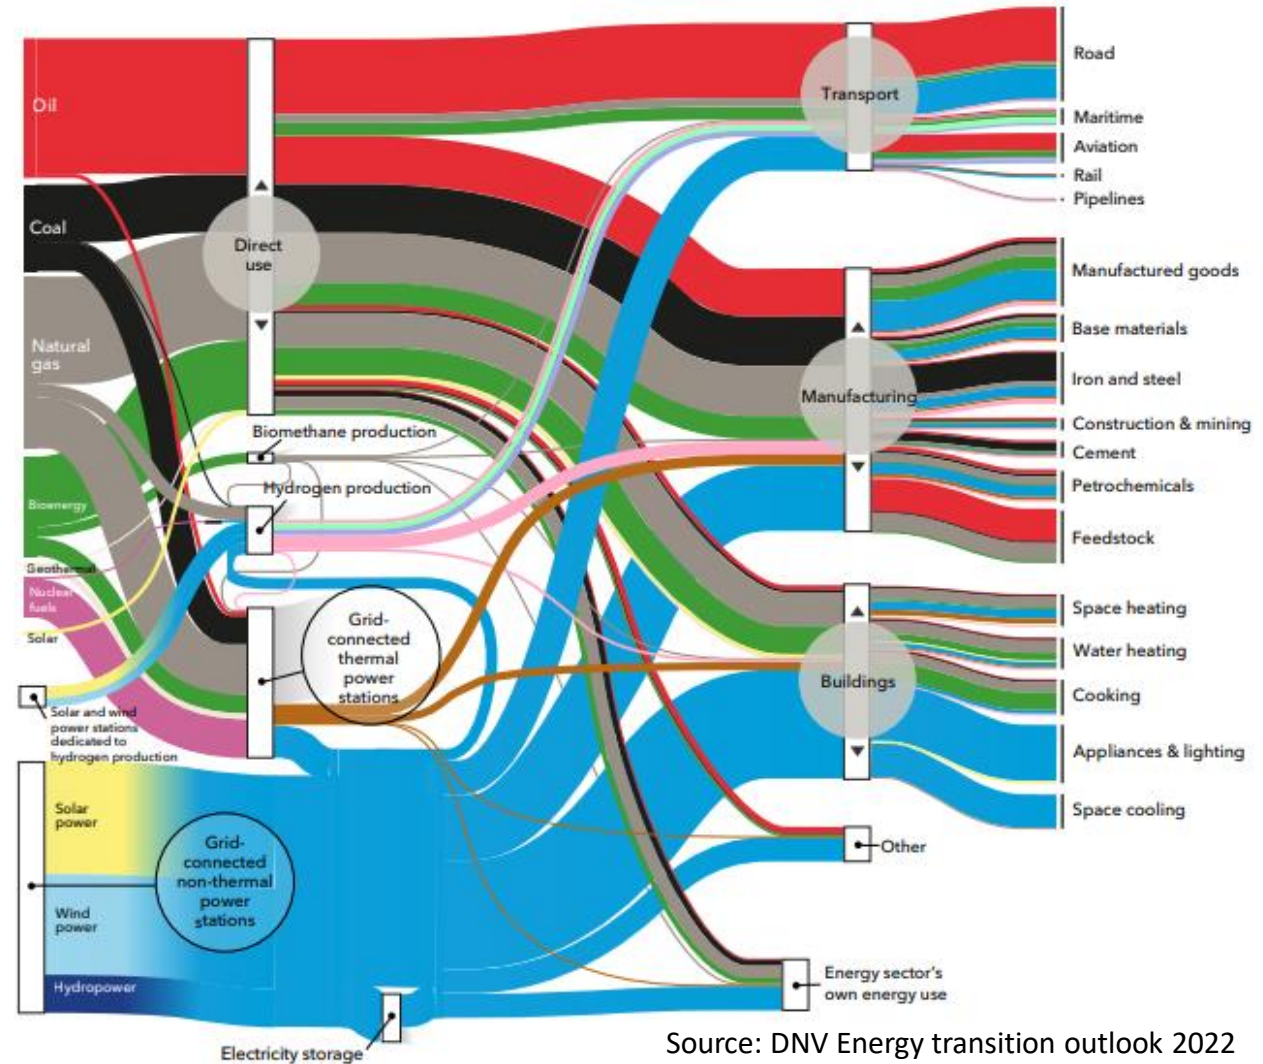 Oil
Coal
Natural
gas
Bioenergy
Geothermal
Nuclear
fuels
Solar
Solar and wind
power stations
dedicated to
hydrogen production
Solar
power
Wind
power
Hydropower
Direct
use
Biomethane production
Hydrogen production
Grid-
connected
thermal
power
stations
Grid-
connected
non-thermal
power
stations
Electricity storage
Transport
Manufacturing
Buildings
Other
Energy sector's
own energy use
Road
Maritime
Aviation
Rail
Pipelines
Manufactured goods
Base materials
Iron and steel
Construction & mining
Cement
Petrochemicals
Feedstock
Space heating
Water heating
Cooking
Appliances & lighting
Space cooling
Source: DNV Energy transition outlook 2022